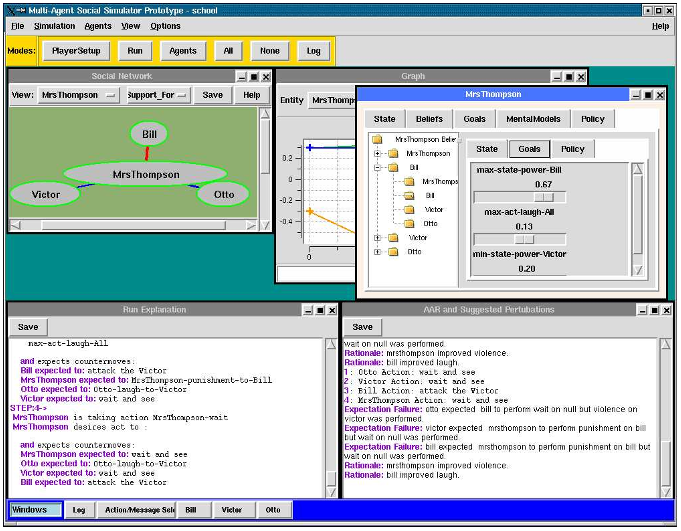 Multi-Agent Social Simulator Prototype - school
File Simulation Agents View Options Help
Modes: PlayerSetup Run Agents All None Log
Social Network
View: MrsThompson Support_For Save Help
Bill
MrsThompson
Victor Otto
Graph
Entity MrsThomp
0.2
0
-0.2
-0.4
0
MrsThompson
State Beliefs Goals MentalModels Policy
MrsThompson Belie
MrsThompson
Bill
MrsThomps
Bill
Victor
Otto
Victor
Otto
State Goals Policy
max-state-power-Bill
0.67
max-act-laugh-All
0.13
min-state-power-Victor
0.20
Run Explanation
Save
max-act-laugh-All
and expects countermoves:
Bill expected to: attack the Victor
MrsThompson expected to: MrsThonpson-punishment-to-Bill
Otto expected to: Otto-laugh-to-Victor
Victor expected to: wait and see
STEP:4->
MrsThompson is taking action MrsThompson-wait
MrsThompson desires act to :
and expects countermoves:
MrsThompson expected to: wait and see
Otto expected to: Otto-laugh-to-Victor
Victor expected to: wait and see
Bill expected to: attack the Victor
AAR and Suggested Pertubations
Save
wait on null was performed.
Rationale: mrsthompson improved violence.
Rationale: bill improved laugh.
1: Otto Action: wait and see
2: Victor Action: wait and see
3: Bill Action: attack the Victor
4: MrsThompson Action: wait and see
Expectation Failure: otto expected bill to perform wait on null but violence on
victor was performed.
Expectation Failure: victor expected mrsthompson to perform punishment on bill
but wait on null was performed.
Expectation Failure: bill expected mrsthompson to perform punishment on bill but
wait on null was performed.
Rationale: mrsthompson improved violence.
Rationale: bill improved laugh.
Windows Log Action/Message Sele Bill Victor Otto